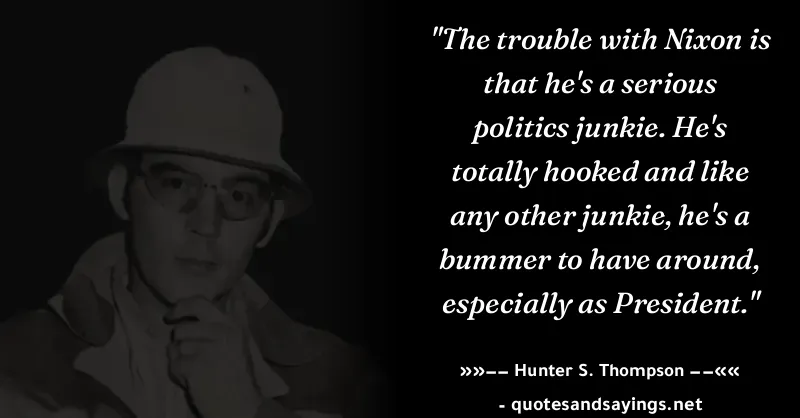 "The trouble with Nixon is
that he's a serious
politics junkie. He's
totally hooked and like
any other junkie, he's a
bummer to have around,
especially as President."
»»–– Hunter S. Thompson ––««
- quotesandsayings.net